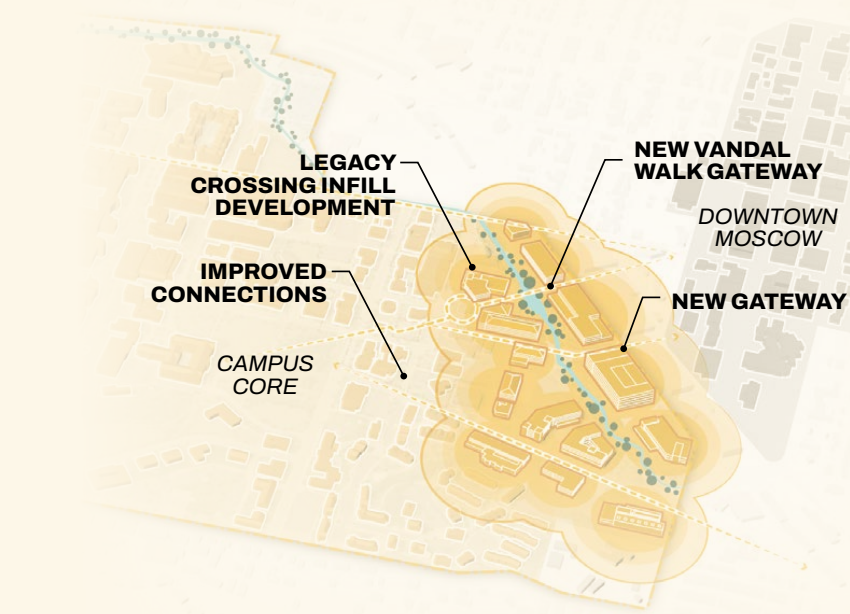 LEGACY
CROSSING INFILL
DEVELOPMENT
NEW VANDAL
WALK GATEWAY
DOWNTOWN
MOSCOW
IMPROVED
CONNECTIONS
NEW GATEWAY
CAMPUS
CORE